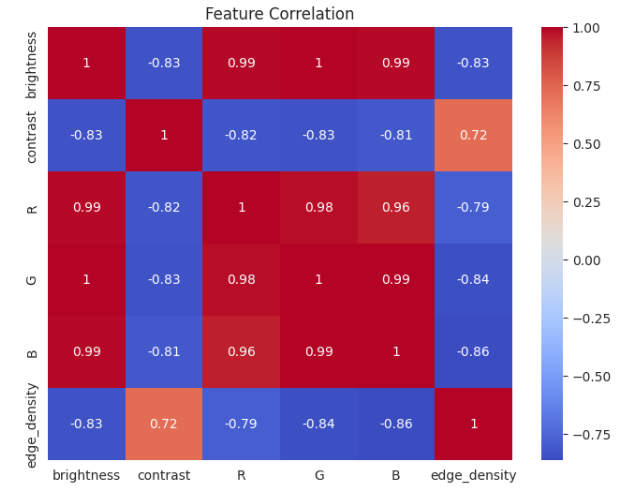 Feature Correlation
brightness 1 -0.83 0.99 1 0.99 -0.83
contrast -0.83 1 -0.82 -0.83 -0.81 0.72
R 0.99 -0.82 1 0.98 0.96 -0.79
G 1 -0.83 0.98 1 0.99 -0.84
B 0.99 -0.81 0.96 0.99 1 -0.86
edge_density -0.83 0.72 -0.79 -0.84 -0.86 1
brightness contrast R G B edge_density
1.00
0.75
0.50
0.25
0.00
−0.25
−0.50
−0.75